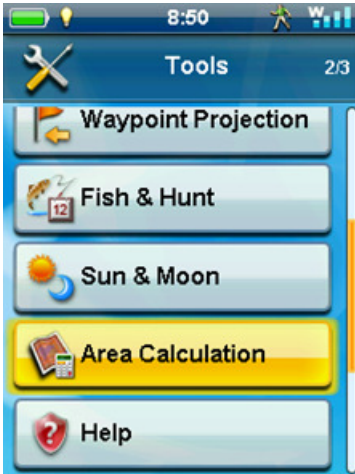 8:50 W
Tools 2/3
Waypoint Projection
12
Fish & Hunt
Sun & Moon
Area Calculation
?
Help